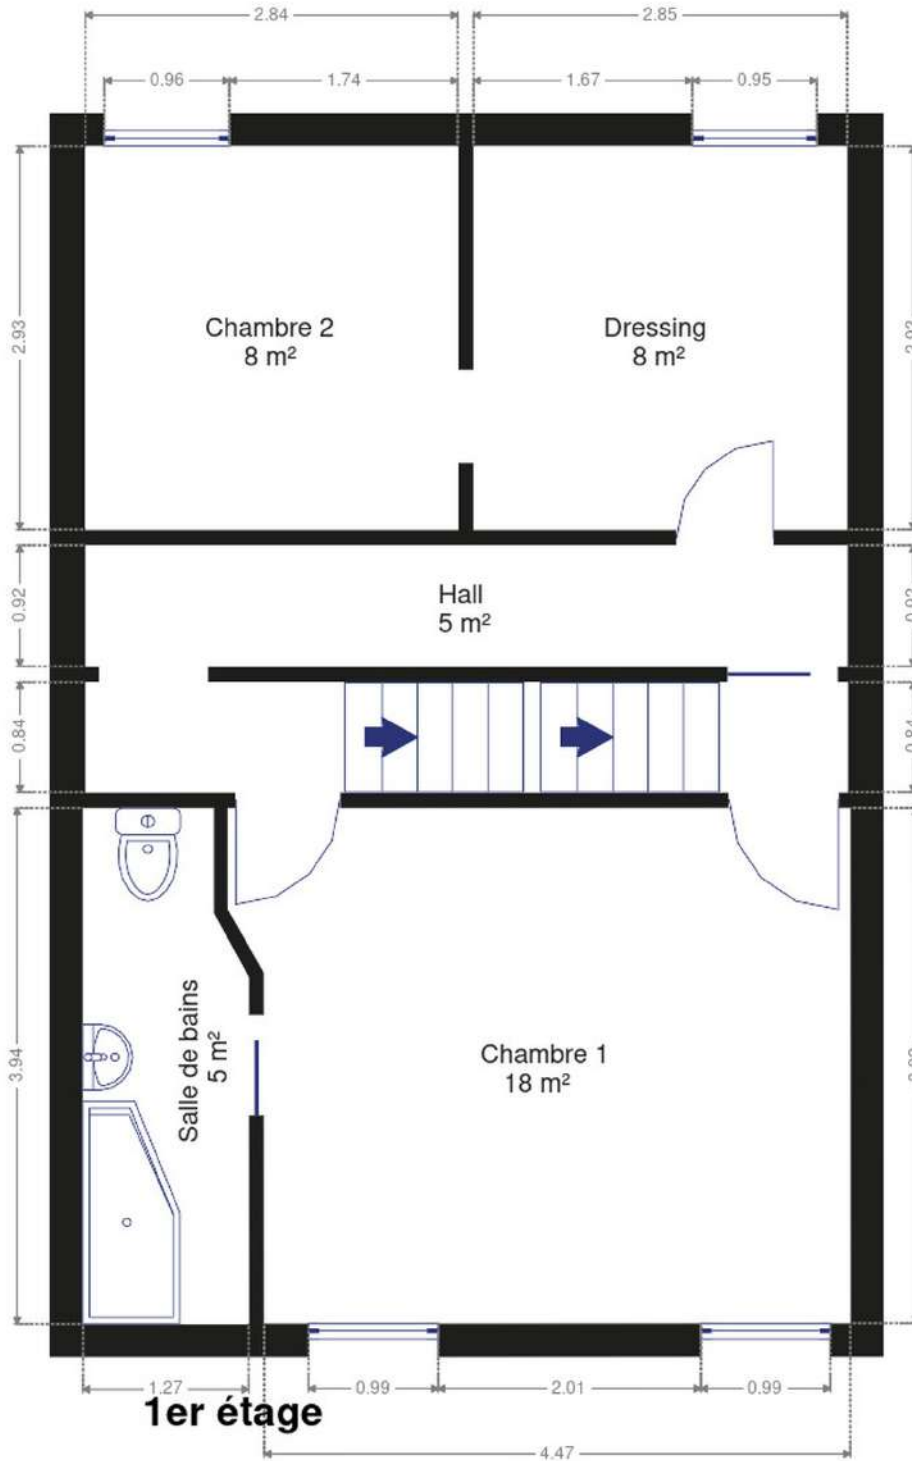 2.84
2.85
0.96
1.74
1.67
0.95
2.93
Chambre 2
8 m²
Dressing
8 m²
0.92
Hall
5 m²
0.84
3.94
Salle de bains
5 m²
Chambre 1
18 m²
1.27
0.99
2.01
0.99
1er étage
4.47